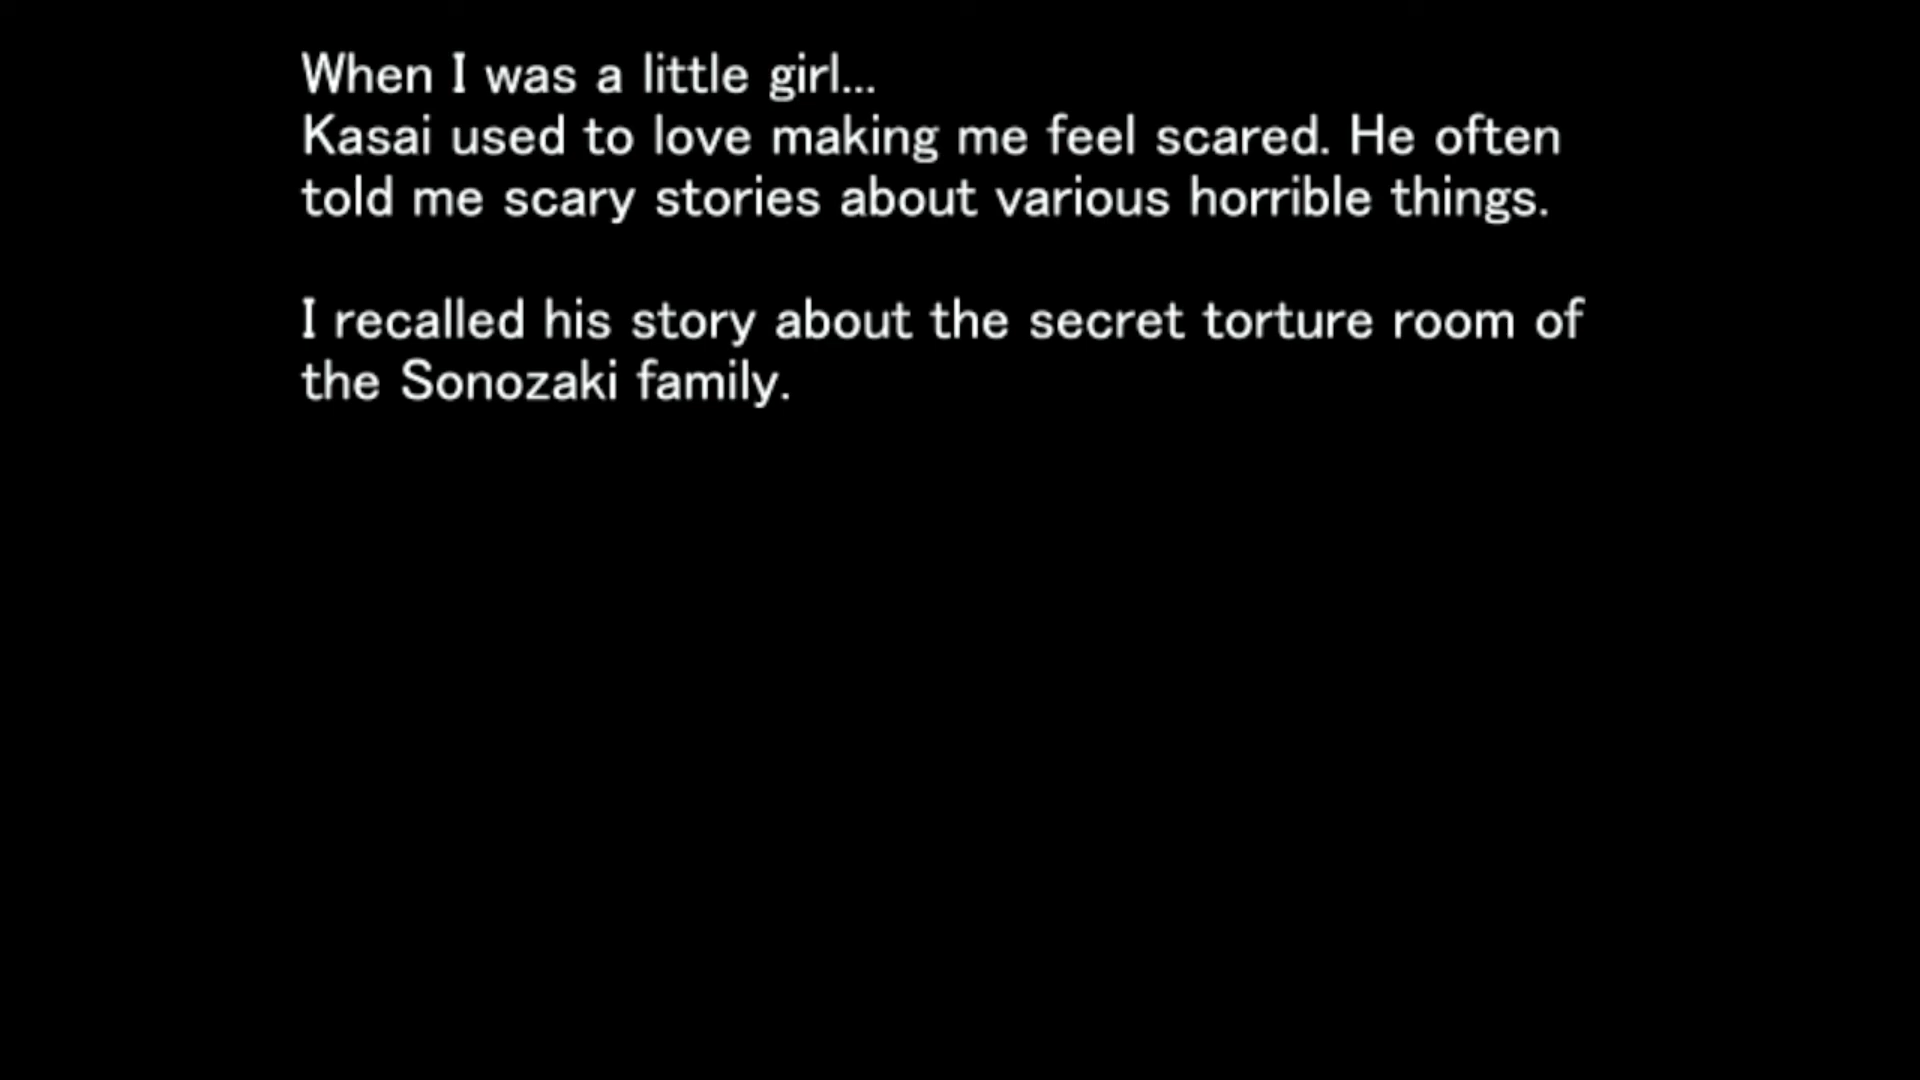 When I was a little girl...
Kasai used to love making me feel scared. He often
told me scary stories about various horrible things.
I recalled his story about the secret torture room of
the Sonozaki family.